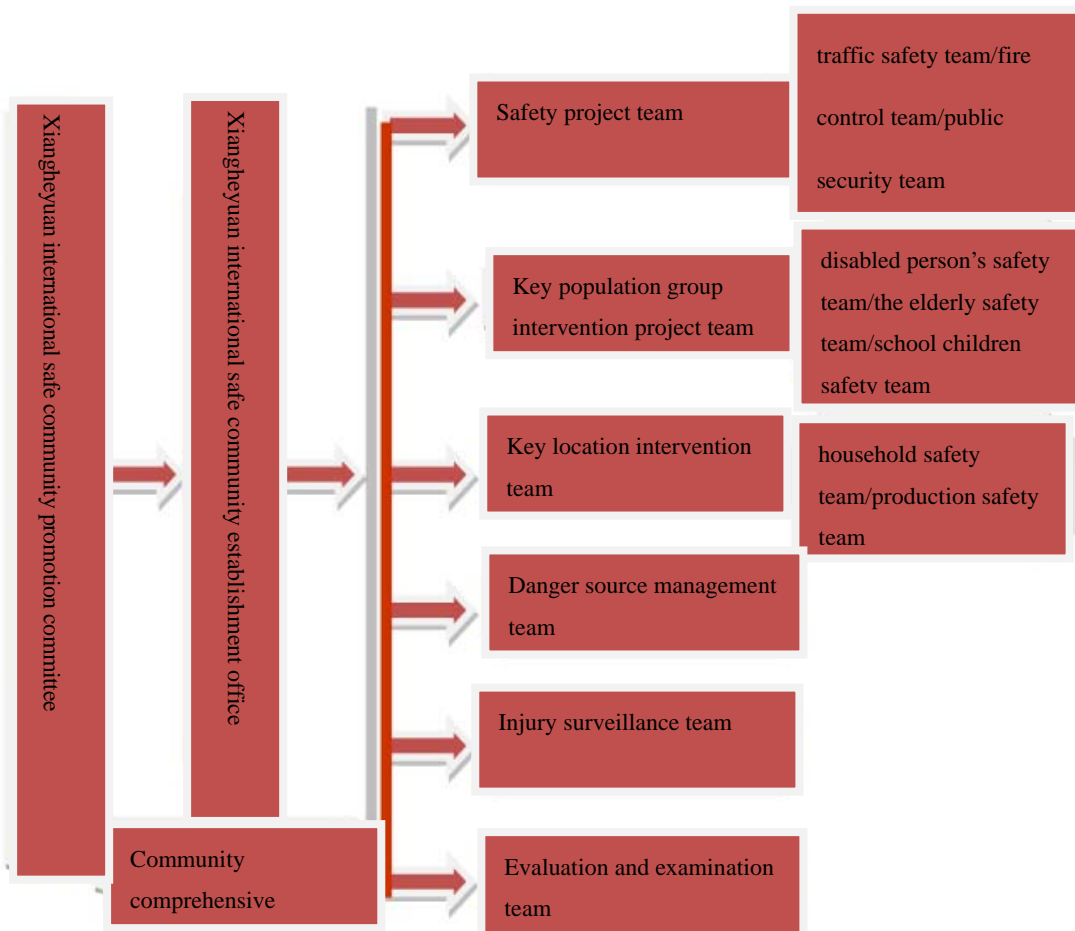 Xiangheyuan international safe community promotion committee
Xiangheyuan international safe community establishment office
Community
comprehensive
Safety project team
traffic safety team/fire
control team/public
security team
Key population group
intervention project team
disabled person’s safety
team/the elderly safety
team/school children
safety team
Key location intervention
team
household safety
team/production safety
team
Danger source management
team
Injury surveillance team
Evaluation and examination
team